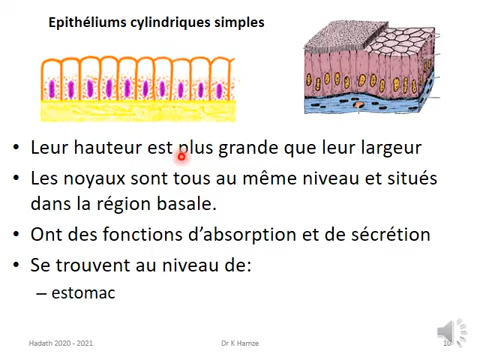 Epithéliums cylindriques simples
• Leur hauteur est plus grande que leur largeur
• Les noyaux sont tous au même niveau et situés
dans la région basale.
• Ont des fonctions d’absorption et de sécrétion
• Se trouvent au niveau de:
– estomac
Hadath 2020 - 2021
Dr K Hamze
10